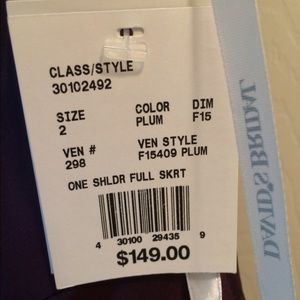 CLASS/STYLE
30102492
SIZE COLOR DIM
2 PLUM F15
VEN # VEN STYLE
298 F15409 PLUM
ONE SHLDR FULL SKRT
4 30100 29435 9
$149.00
DAVID'S BRIDAL